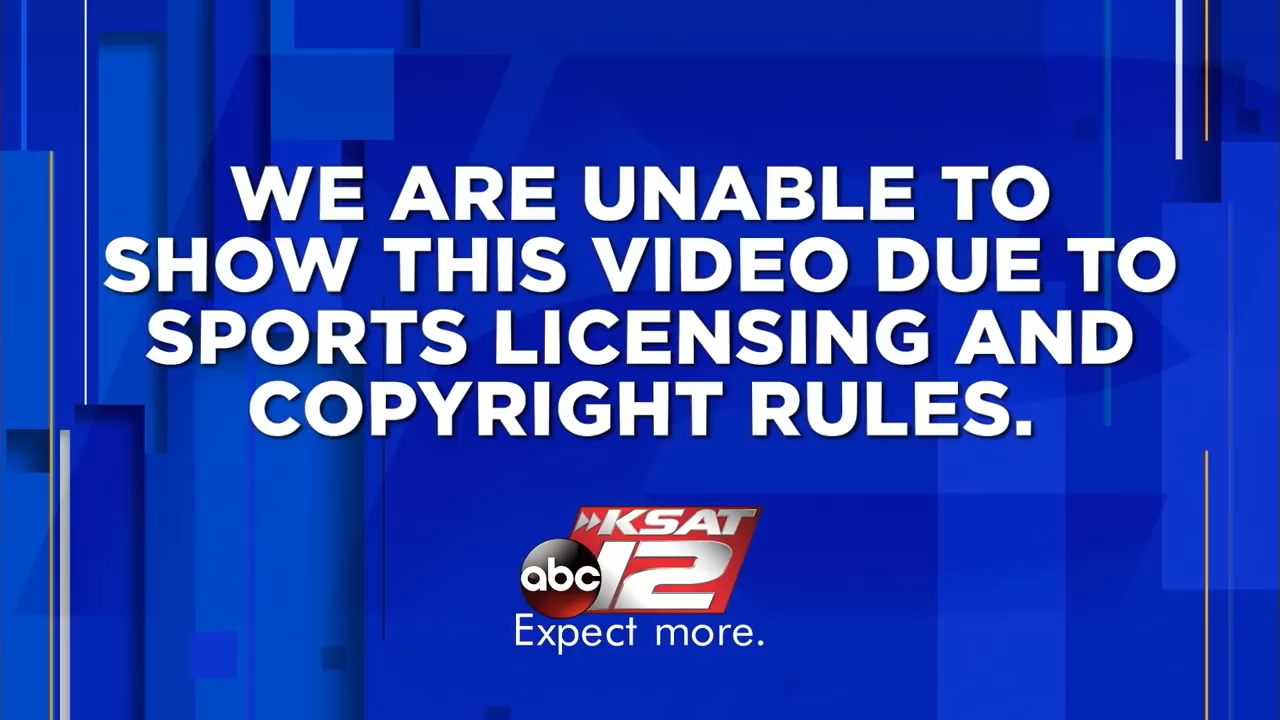 WE ARE UNABLE TO
SHOW THIS VIDEO DUE TO
SPORTS LICENSING AND
COPYRIGHT RULES.
KSAT
abc 12
Expect more.